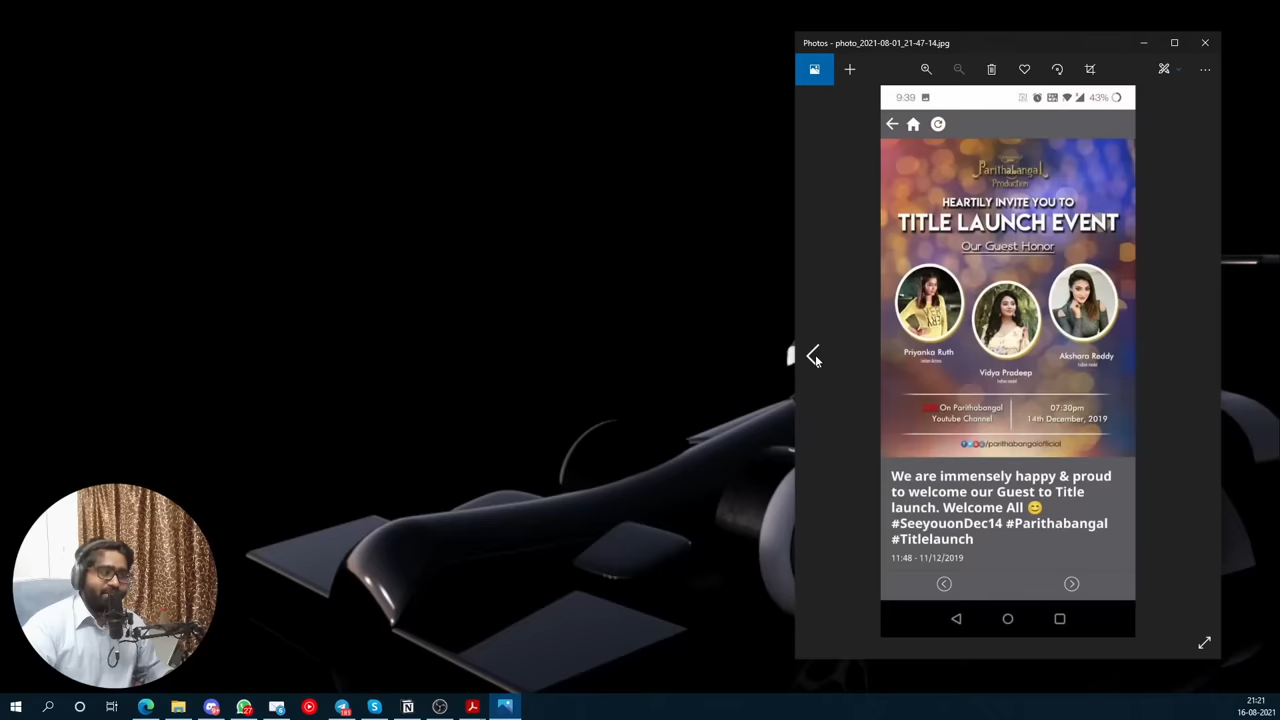 Photos - photo_2021-08-01_21-47-14.jpg
9:39
43%
Parithabangal
Production
HEARTILY INVITE YOU TO
TITLE LAUNCH EVENT
Our Guest Honor
Priyanka Ruth
Vidya Pradeep
Akshara Reddy
On Parithabangal
Youtube Channel
07:30pm
14th December, 2019
/parithabangalofficial
We are immensely happy & proud
to welcome our Guest to Title
launch. Welcome All 😊
#SeeyouonDec14 #Parithabangal
#Titlelaunch
11:48 - 11/12/2019
27
6
183
21:21
16-08-2021